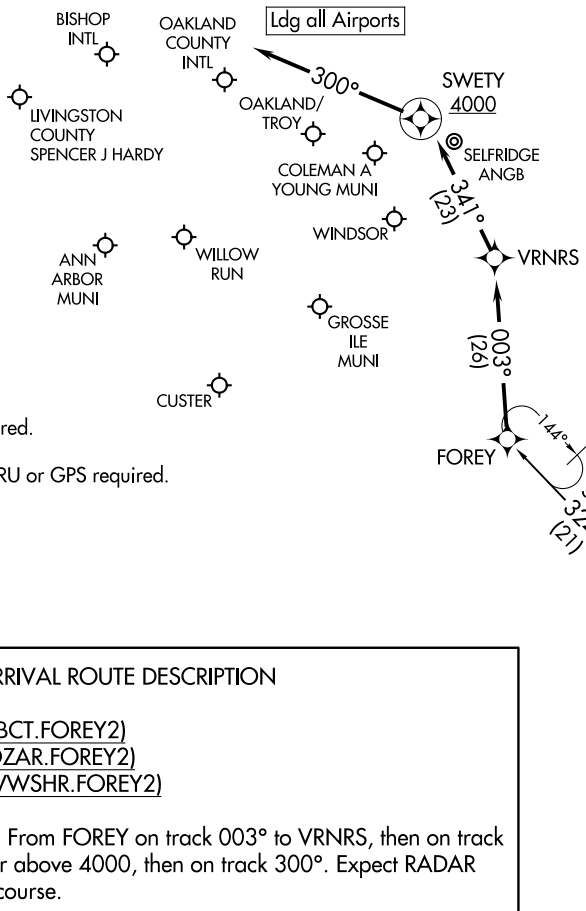 Ldg all Airports
BISHOP
INTL
OAKLAND
COUNTY
INTL
300°
SWETY
4000
LIVINGSTON
COUNTY
SPENCER J HARDY
OAKLAND/
TROY
COLEMAN A
YOUNG MUNI
SELFRIDGE
ANGB
341°
(23)
WINDSOR
ANN
ARBOR
MUNI
WILLOW
RUN
VRNRS
GROSSE
ILE
MUNI
003°
(26)
CUSTER
FOREY
144°
(21)
RU or GPS required.
RRIVAL ROUTE DESCRIPTION
BCT.FOREY2)
OZAR.FOREY2)
VWSHR.FOREY2)
From FOREY on track 003° to VRNRS, then on track
r above 4000, then on track 300°. Expect RADAR
course.